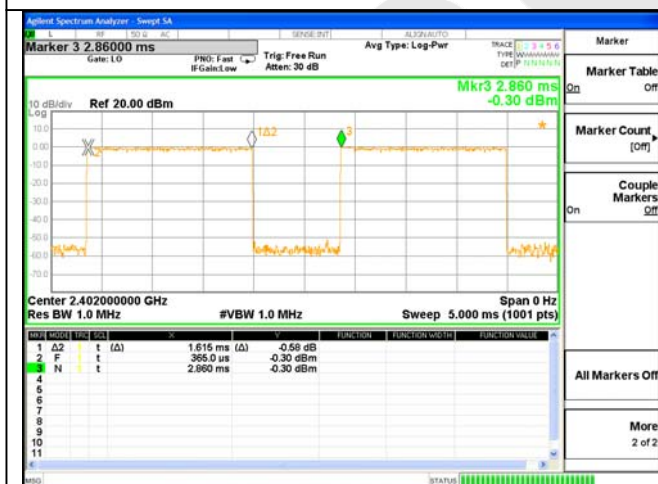 Agilent Spectrum Analyzer - Swept SA
L RF 50 Ω AC SENSE:INT ALIGNAUTO
Marker 3 2.86000 ms
Gate: LO
PNO: Fast
IFGain:Low
Trig: Free Run
Atten: 30 dB
Avg Type: Log-Pwr
TRACE 1 2 3 4 5 6
TYPE
DET P N N N N N
Mkr3 2.860 ms
-0.30 dBm
10 dB/div Ref 20.00 dBm
Log
10.0
0.00
-10.0
-20.0
-30.0
-40.0
-50.0
-60.0
-70.0
1Δ2
3
Center 2.402000000 GHz Span 0 Hz
Res BW 1.0 MHz #VBW 1.0 MHz Sweep 5.000 ms (1001 pts)
MKR MODE TRC SCL X Y FUNCTION FUNCTION WIDTH FUNCTION VALUE
1 Δ2 1 t (Δ) 1.615 ms (Δ) -0.58 dB
2 F 1 t 365.0 µs -0.30 dBm
3 N 1 t 2.860 ms -0.30 dBm
4
5
6
7
8
9
10
11
MSG STATUS
Marker
Marker Table
On Off
Marker Count
[Off]
Couple
Markers
On Off
All Markers Off
More
2 of 2